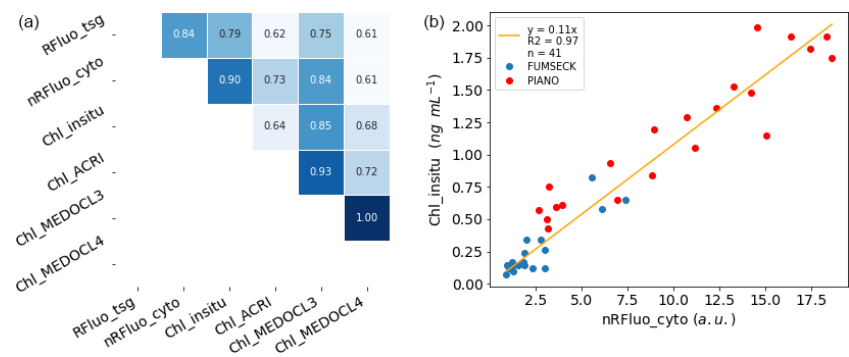 (a)
RFluo_tsg
0.84 0.79 0.62 0.75 0.61
nRFluo_cyto
0.90 0.73 0.84 0.61
Chl_insitu
0.64 0.85 0.68
Chl_ACRI
0.93 0.72
Chl_MEDOCL3
1.00
Chl_MEDOCL4
RFluo_tsg
nRFluo_cyto
Chl_insitu
Chl_ACRI
Chl_MEDOCL3
Chl_MEDOCL4
(b)
2.00
1.75
1.50
1.25
1.00
0.75
0.50
0.25
0.00
Chl_insitu (ng mL⁻¹)
y = 0.11x
R2 = 0.97
n = 41
FUMSECK
PIANO
2.5 5.0 7.5 10.0 12.5 15.0 17.5
nRFluo_cyto (a.u.)